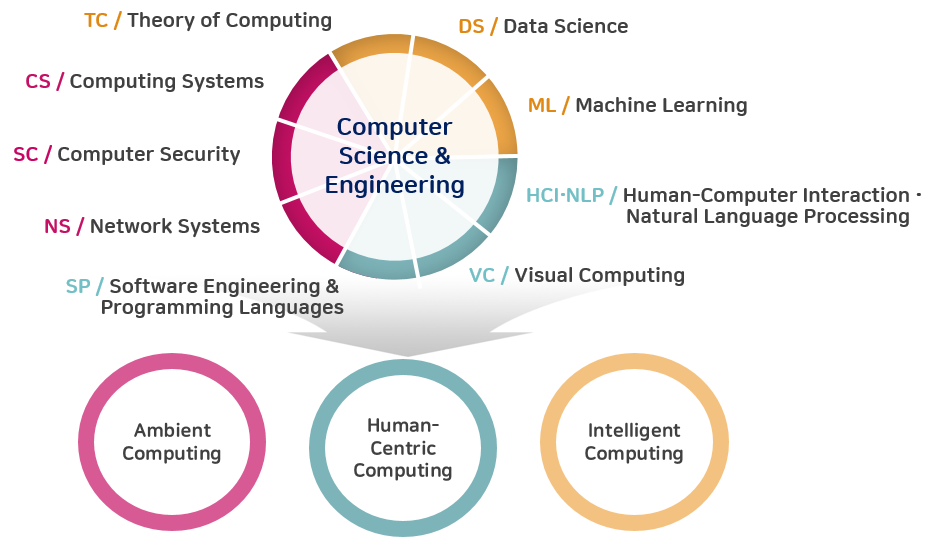 TC / Theory of Computing
DS / Data Science
CS / Computing Systems
ML / Machine Learning
Computer
Science &
Engineering
SC / Computer Security
HCI·NLP / Human-Computer Interaction ·
Natural Language Processing
NS / Network Systems
VC / Visual Computing
SP / Software Engineering &
Programming Languages
Ambient
Computing
Human-
Centric
Computing
Intelligent
Computing